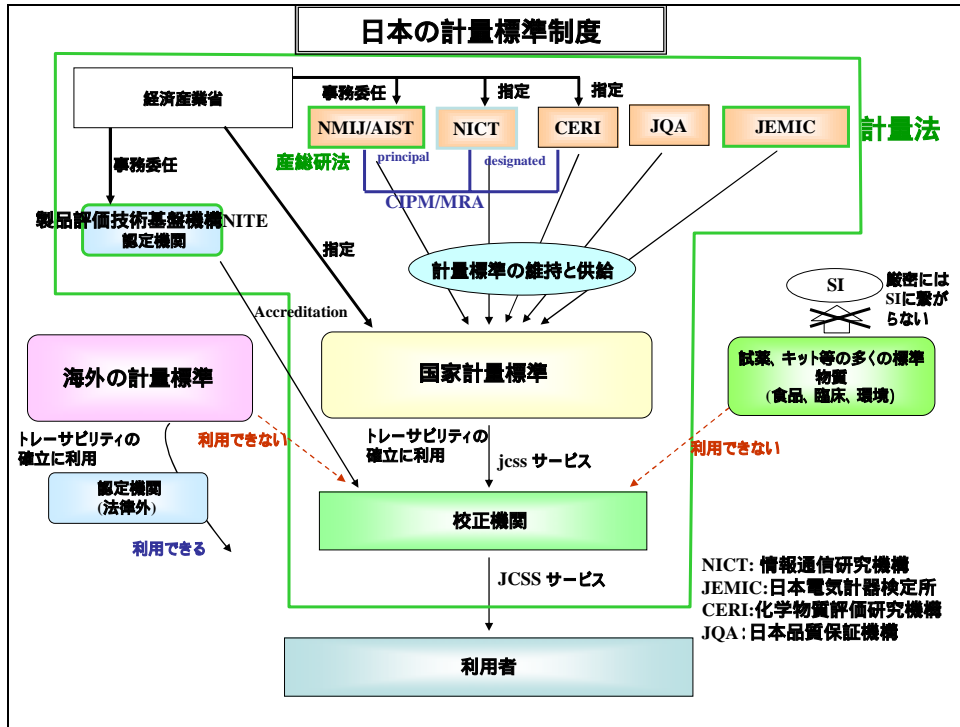 日本の計量標準制度
経済産業省
事務委任
指定
指定
NMIJ/AIST
NICT
CERI
JQA
JEMIC
計量法
産総研法
principal
designated
CIPM/MRA
事務委任
製品評価技術基盤機構NITE
認定機関
指定
計量標準の維持と供給
SI
厳密には
SIに繋が
らない
Accreditation
海外の計量標準
国家計量標準
試薬、キット等の多くの標準
物質
(食品、臨床、環境)
トレーサビリティの
確立に利用
利用できない
トレーサビリティの
確立に利用
jcss サービス
利用できない
認定機関
(法律外)
利用できる
校正機関
JCSS サービス
NICT: 情報通信研究機構
JEMIC:日本電気計器検定所
CERI:化学物質評価研究機構
JQA:日本品質保証機構
利用者